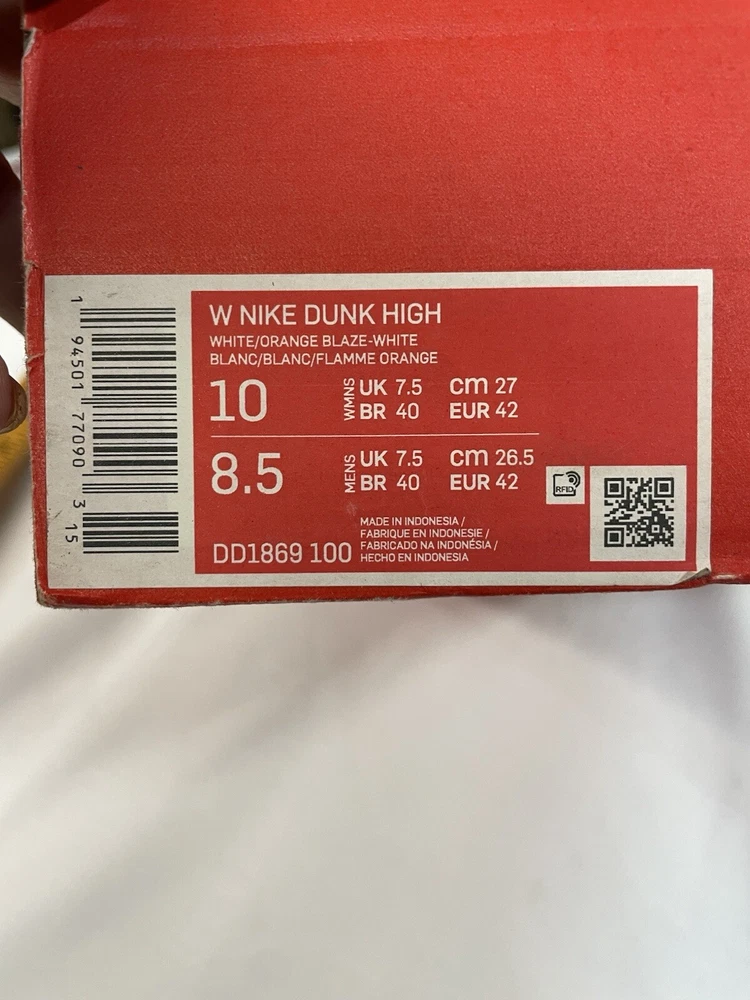 1 94501 77090 3 15
W NIKE DUNK HIGH
WHITE/ORANGE BLAZE-WHITE
BLANC/BLANC/FLAMME ORANGE
10 WMNS UK 7.5 cm 27
BR 40 EUR 42
8.5 MENS UK 7.5 cm 26.5
BR 40 EUR 42
RFID
DD1869 100
MADE IN INDONESIA /
FABRIQUE EN INDONESIE /
FABRICADO NA INDONÉSIA /
HECHO EN INDONESIA